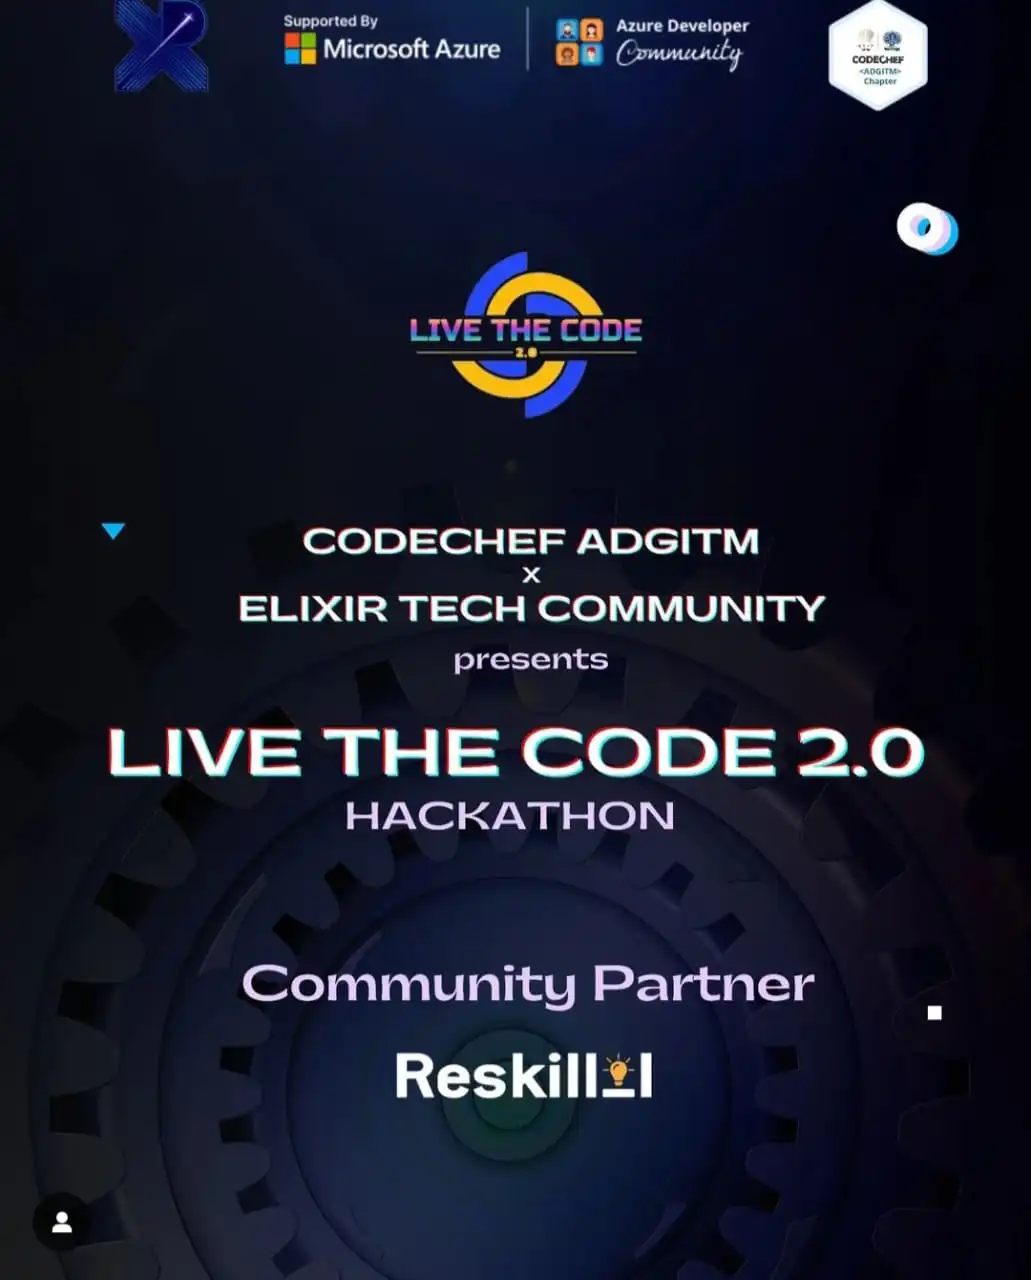 Supported By
Microsoft Azure
Azure Developer
Community
CODECHEF
<ADGITM>
Chapter
LIVE THE CODE
2.0
CODECHEF ADGITM
x
ELIXIR TECH COMMUNITY
presents
LIVE THE CODE 2.0
HACKATHON
Community Partner
Reskill